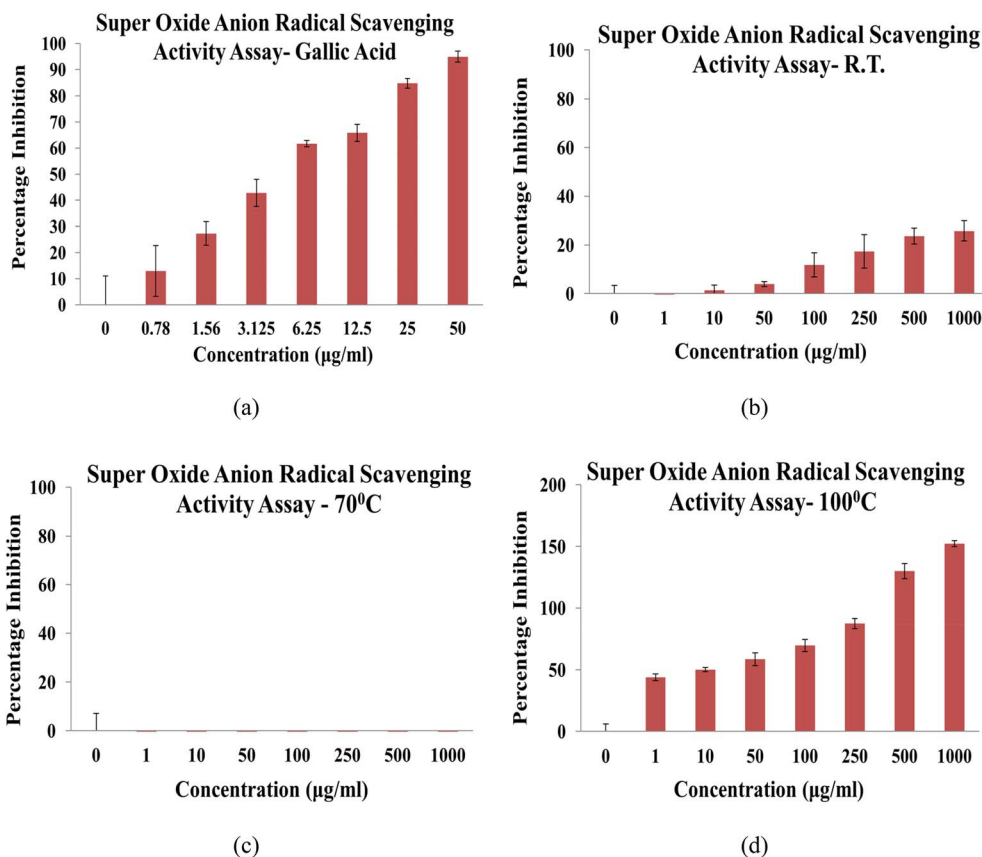 Super Oxide Anion Radical Scavenging
Activity Assay- Gallic Acid
Percentage Inhibition
100
90
80
70
60
50
40
30
20
10
0
0 0.78 1.56 3.125 6.25 12.5 25 50
Concentration (µg/ml)
(a)
Super Oxide Anion Radical Scavenging
Activity Assay- R.T.
Percentage Inhibition
100
80
60
40
20
0
0 1 10 50 100 250 500 1000
Concentration (µg/ml)
(b)
Super Oxide Anion Radical Scavenging
Activity Assay - 70⁰C
Percentage Inhibition
100
80
60
40
20
0
0 1 10 50 100 250 500 1000
Concentration (µg/ml)
(c)
Super Oxide Anion Radical Scavenging
Activity Assay- 100⁰C
Percentage Inhibition
200
150
100
50
0
0 1 10 50 100 250 500 1000
Concentration (µg/ml)
(d)